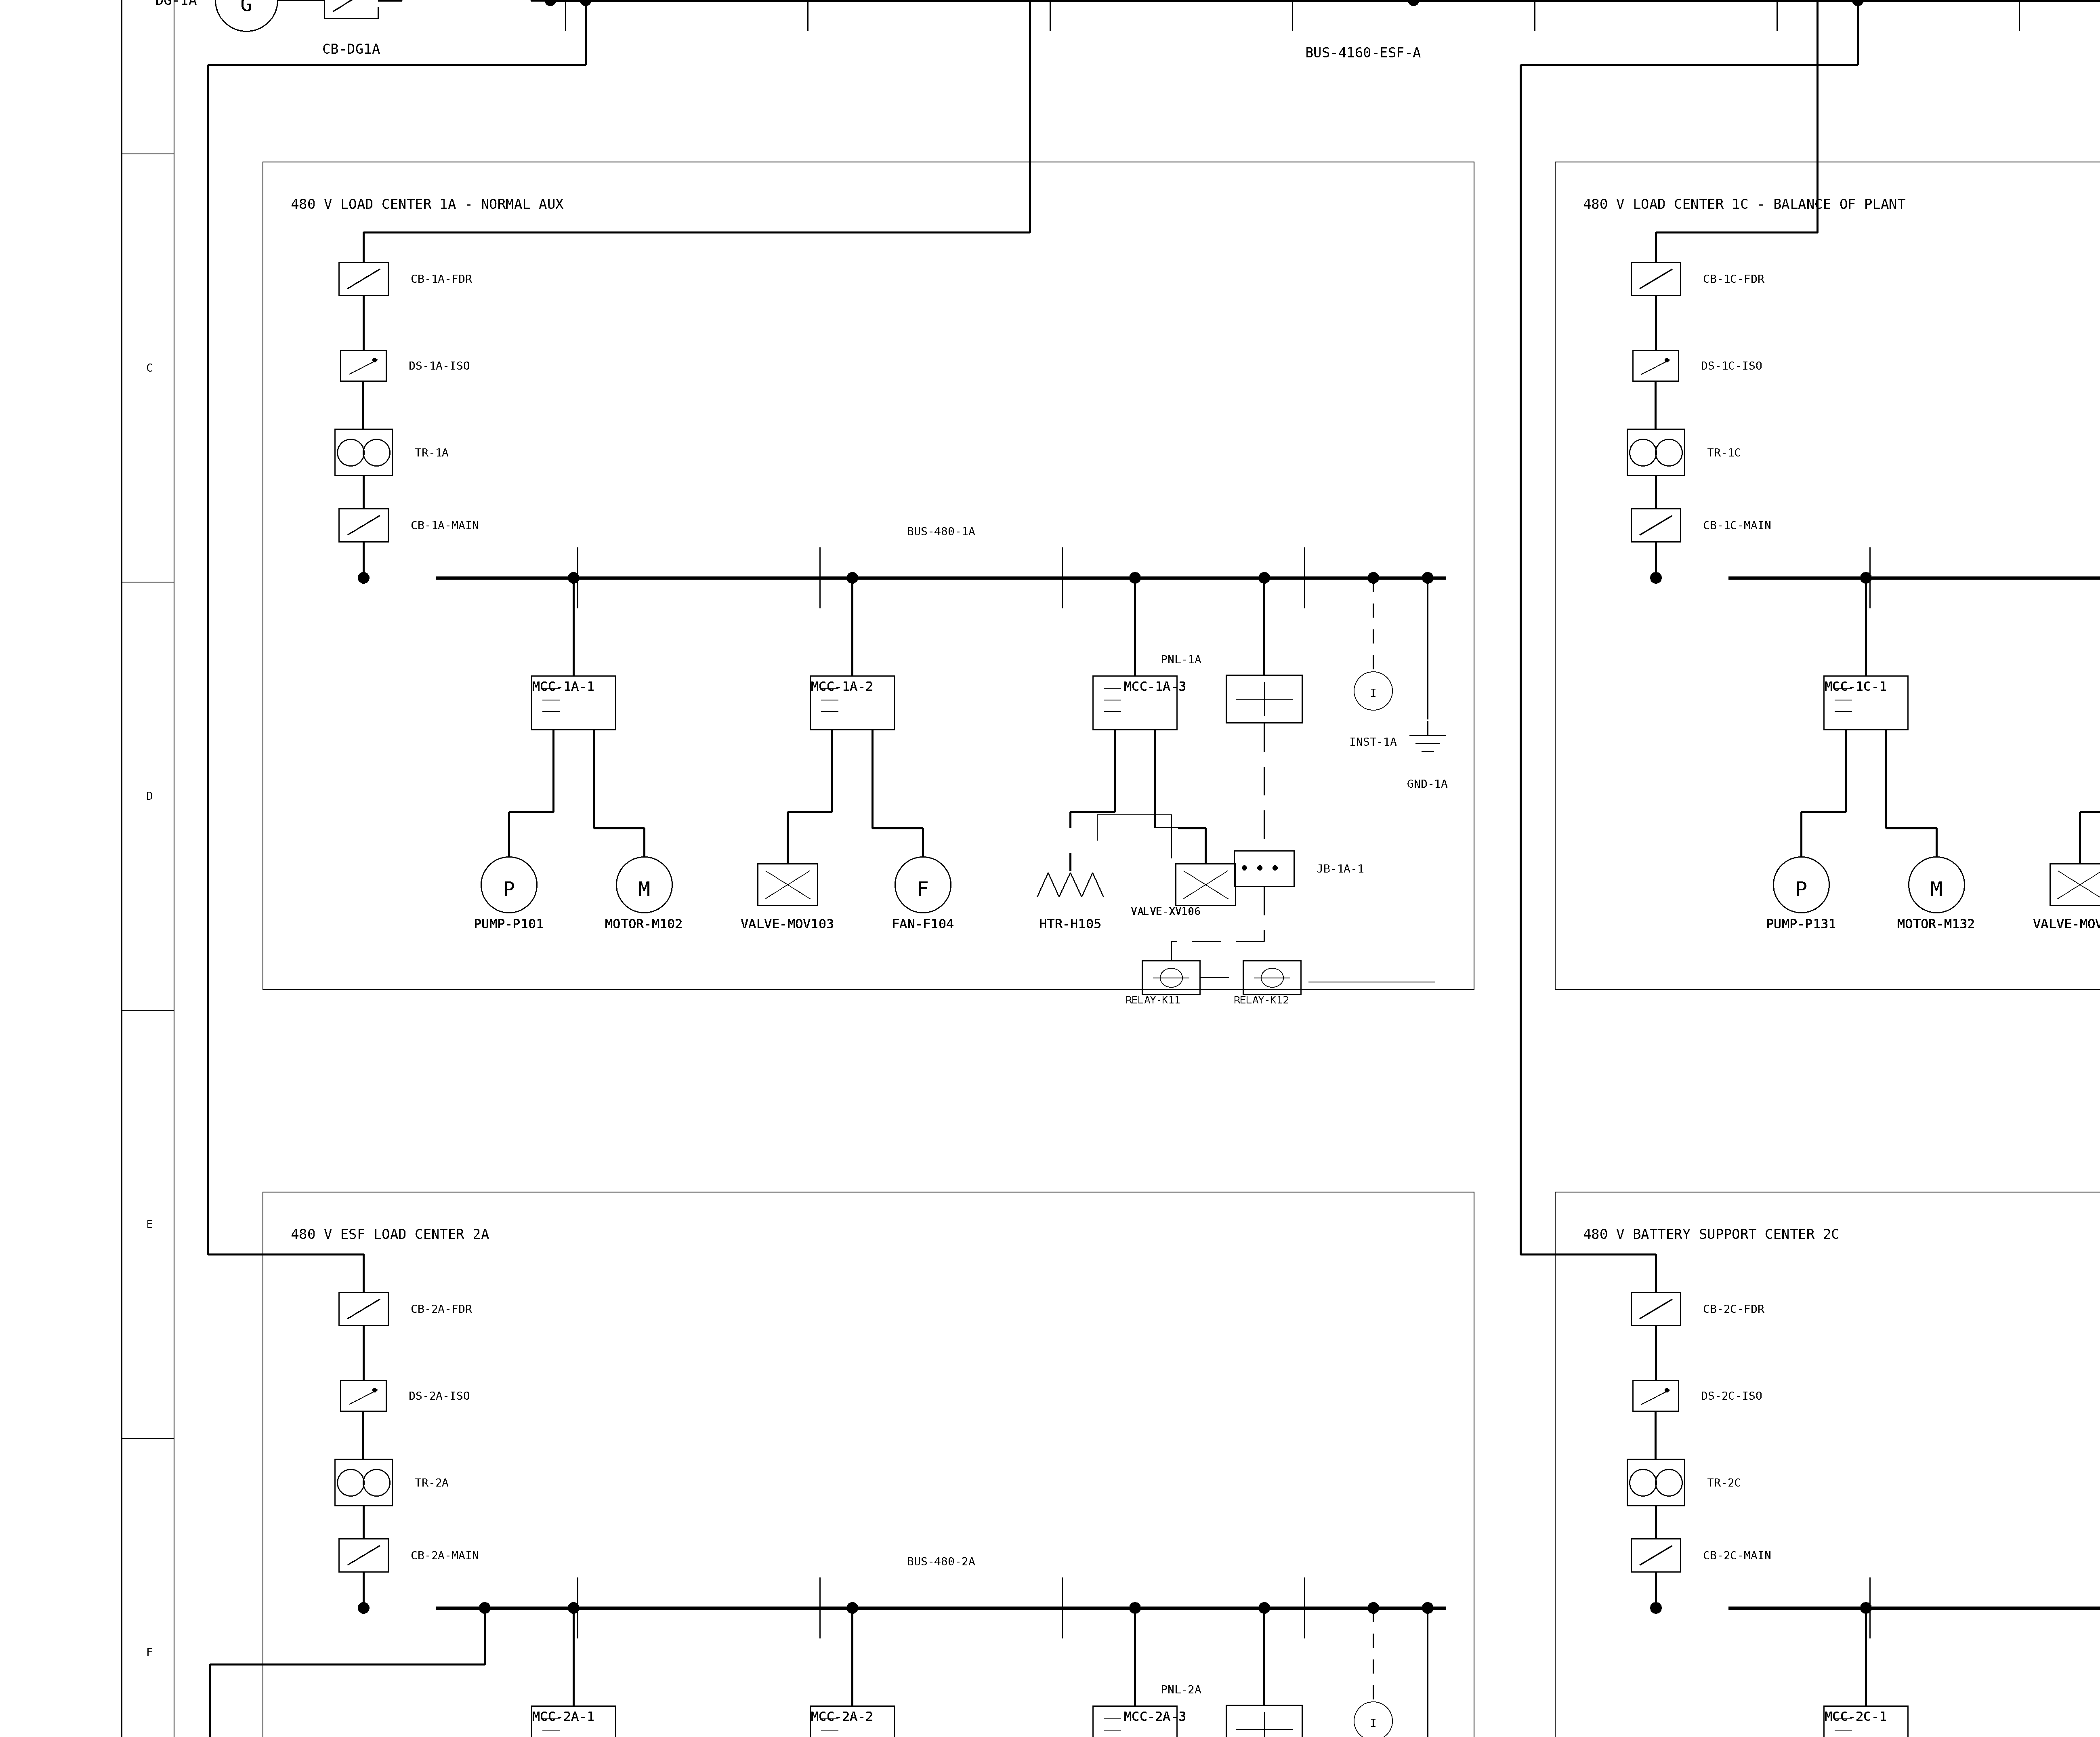 DG-1A
G
CB-DG1A
BUS-4160-ESF-A
480 V LOAD CENTER 1A - NORMAL AUX
CB-1A-FDR
C
DS-1A-ISO
TR-1A
CB-1A-MAIN
BUS-480-1A
PNL-1A
MCC-1A-1
MCC-1A-2
MCC-1A-3
I
INST-1A
GND-1A
D
JB-1A-1
P
M
F
VALVE-XV106
PUMP-P101
MOTOR-M102
VALVE-MOV103
FAN-F104
HTR-H105
RELAY-K11
RELAY-K12
480 V LOAD CENTER 1C - BALANCE OF PLANT
CB-1C-FDR
DS-1C-ISO
TR-1C
CB-1C-MAIN
MCC-1C-1
P
M
PUMP-P131
MOTOR-M132
VALVE-MOV
E
480 V ESF LOAD CENTER 2A
CB-2A-FDR
DS-2A-ISO
TR-2A
CB-2A-MAIN
BUS-480-2A
F
PNL-2A
MCC-2A-1
MCC-2A-2
MCC-2A-3
I
480 V BATTERY SUPPORT CENTER 2C
CB-2C-FDR
DS-2C-ISO
TR-2C
CB-2C-MAIN
MCC-2C-1